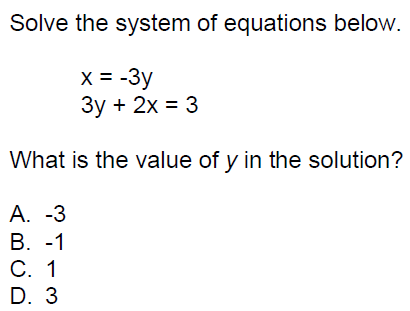 Solve the system of equations below.
x = -3y
3y + 2x = 3
What is the value of y in the solution?
A. -3
B. -1
C. 1
D. 3